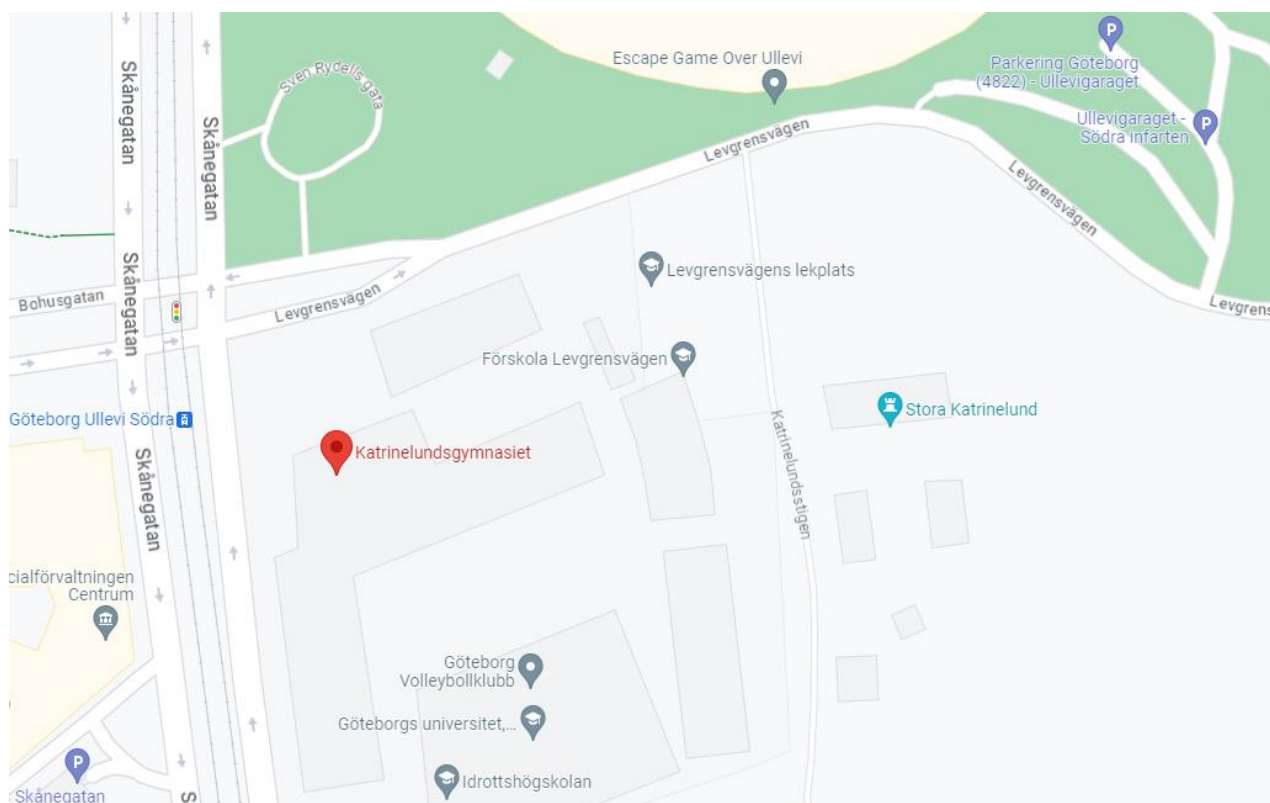 Skånegatan
Skånegatan
Sven Rydells gata
Escape Game Over Ullevi
Parkering Göteborg
(4822) - Ullevigaraget
Ullevigaraget -
Södra infarten
Levgrensvägen
Levgrensvägen
Skånegatan
Levgrensvägens lekplats
Bohusgatan
Levgrensvägen
Levgrens
Förskola Levgrensvägen
Göteborg Ullevi Södra
Stora Katrinelund
Katrinelundsgymnasiet
Katrinelundsstigen
Skånegatan
cialförvaltningen
Centrum
Göteborg
Volleybollklubb
Göteborgs universitet,...
Idrottshögskolan
Skånegatan
S
P
P
P